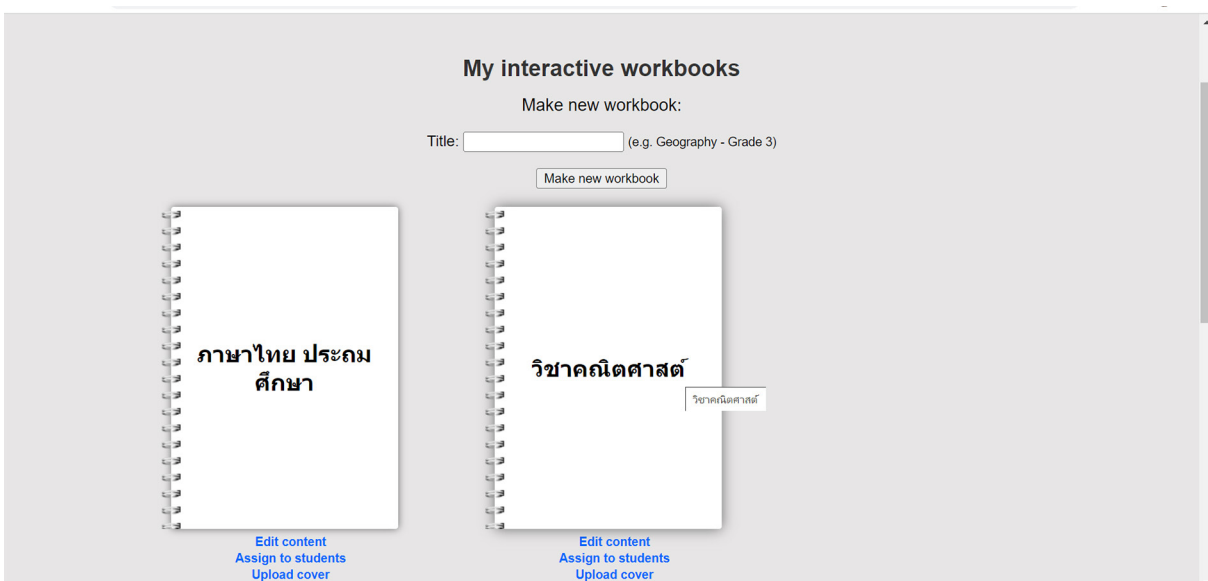 My interactive workbooks
Make new workbook:
Title: (e.g. Geography - Grade 3)
Make new workbook
ภาษาไทย ประถม
ศึกษา
วิชาคณิตศาสต์
วิชาคณิตศาสต์
Edit content
Assign to students
Upload cover
Edit content
Assign to students
Upload cover